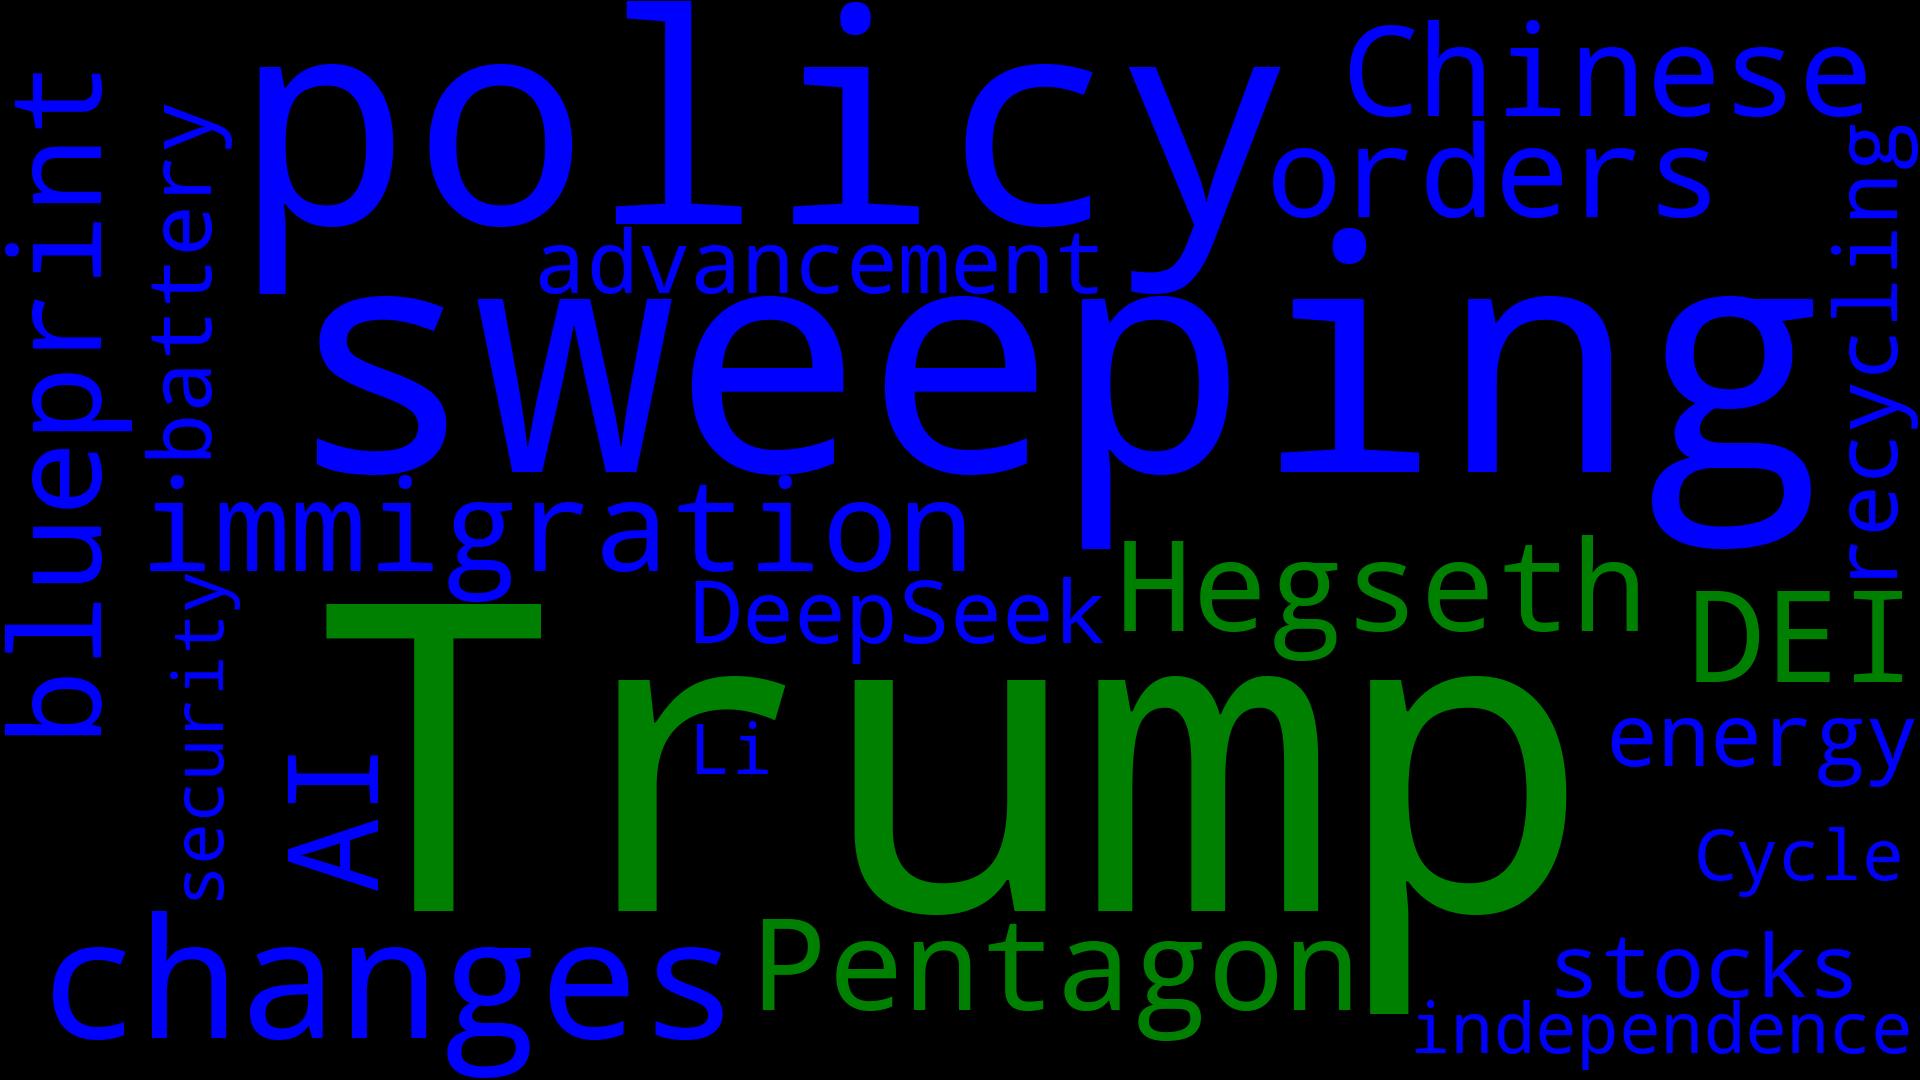 policy
Chinese
orders
blueprint
battery
advancement
sweeping
recycling
immigration
Hegseth
DeepSeek
DEI
security
Trump
Li
energy
AI
Cycle
changes
Pentagon
stocks
independence